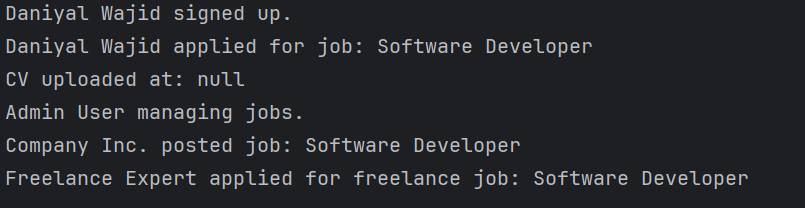 Daniyal Wajid signed up.
Daniyal Wajid applied for job: Software Developer
CV uploaded at: null
Admin User managing jobs.
Company Inc. posted job: Software Developer
Freelance Expert applied for freelance job: Software Developer